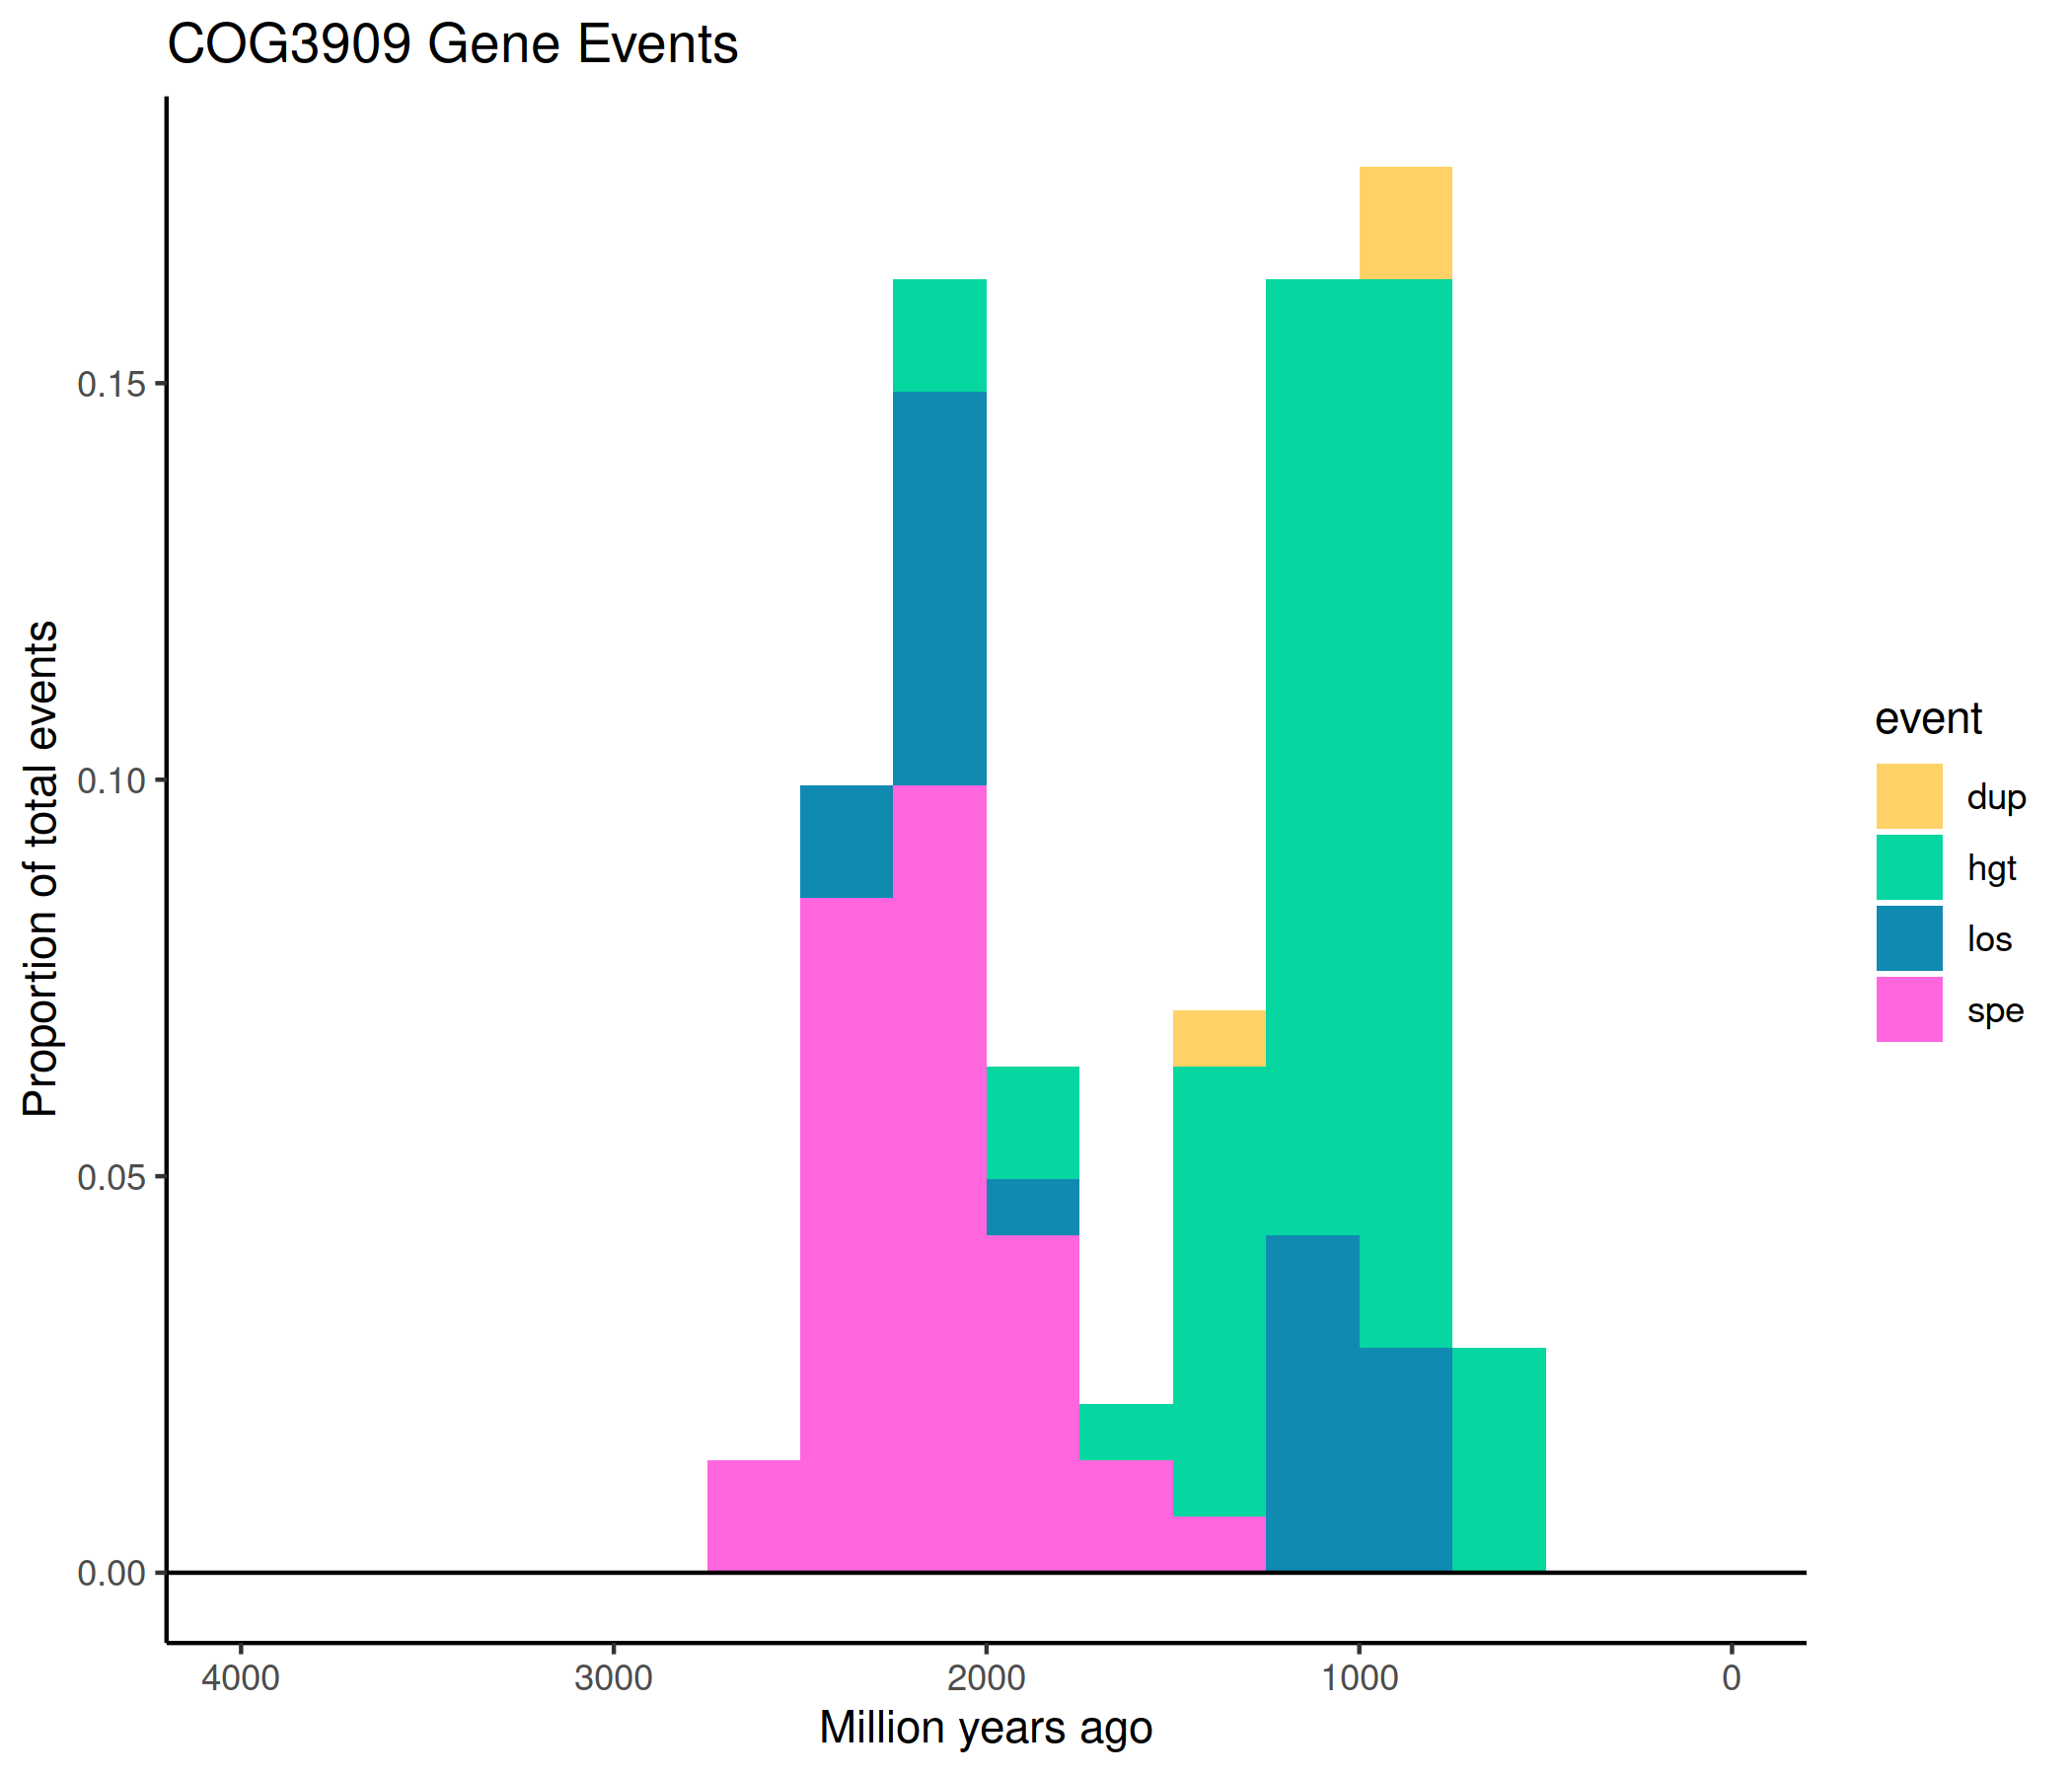 COG3909 Gene Events
Proportion of total events
0.15
0.10
0.05
0.00
4000 3000 2000 1000 0
Million years ago
event
dup
hgt
los
spe